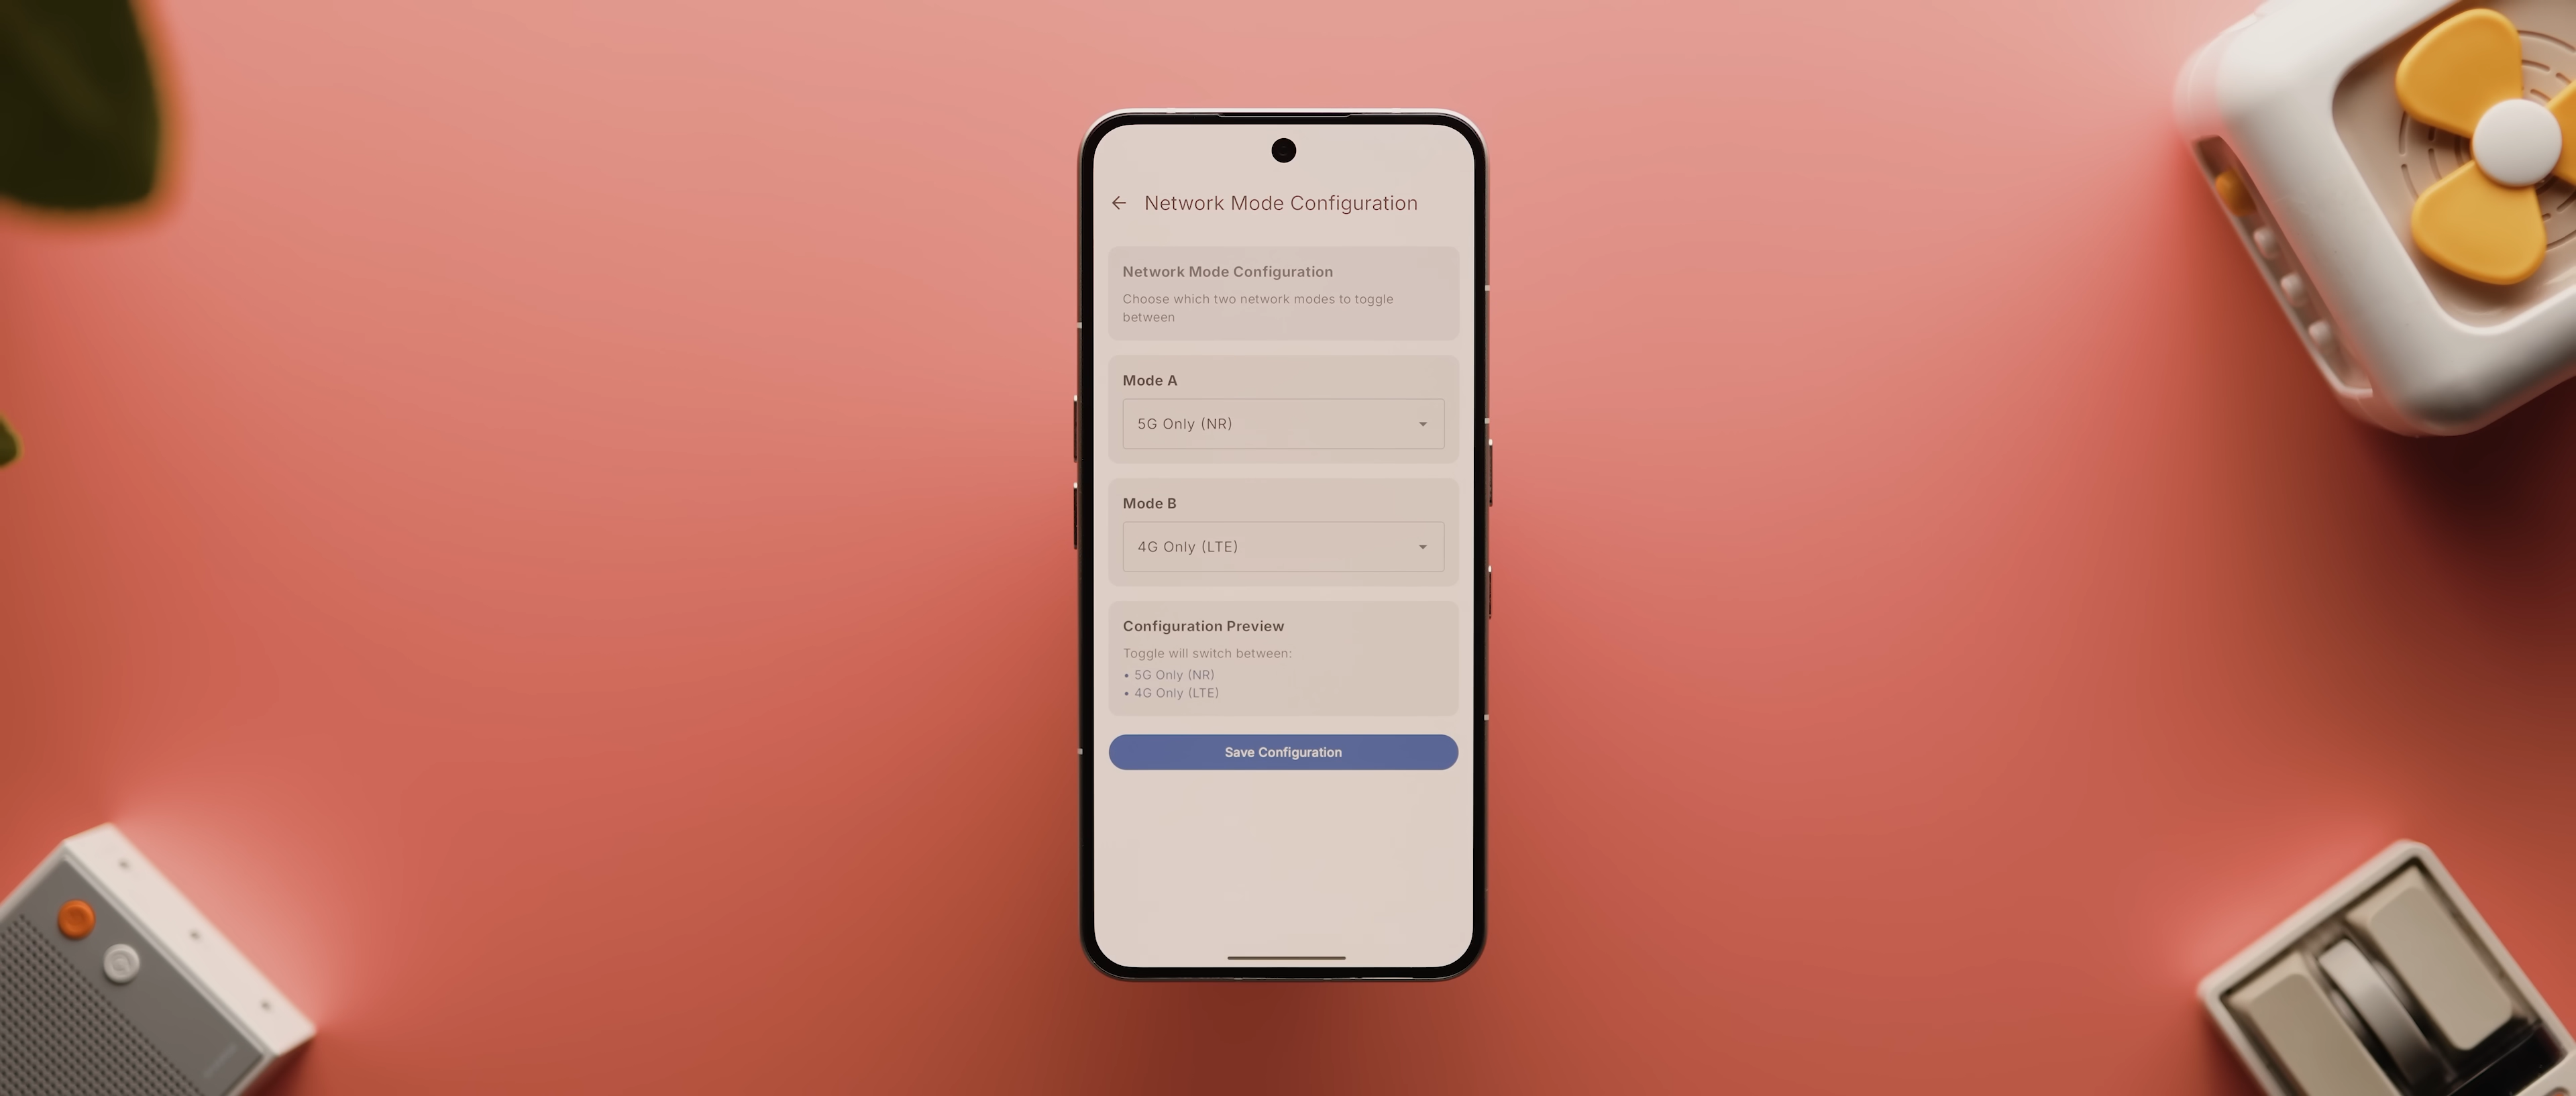 Network Mode Configuration
Network Mode Configuration
Choose which two network modes to toggle
between
Mode A
5G Only (NR)
Mode B
4G Only (LTE)
Configuration Preview
Toggle will switch between:
• 5G Only (NR)
• 4G Only (LTE)
Save Configuration